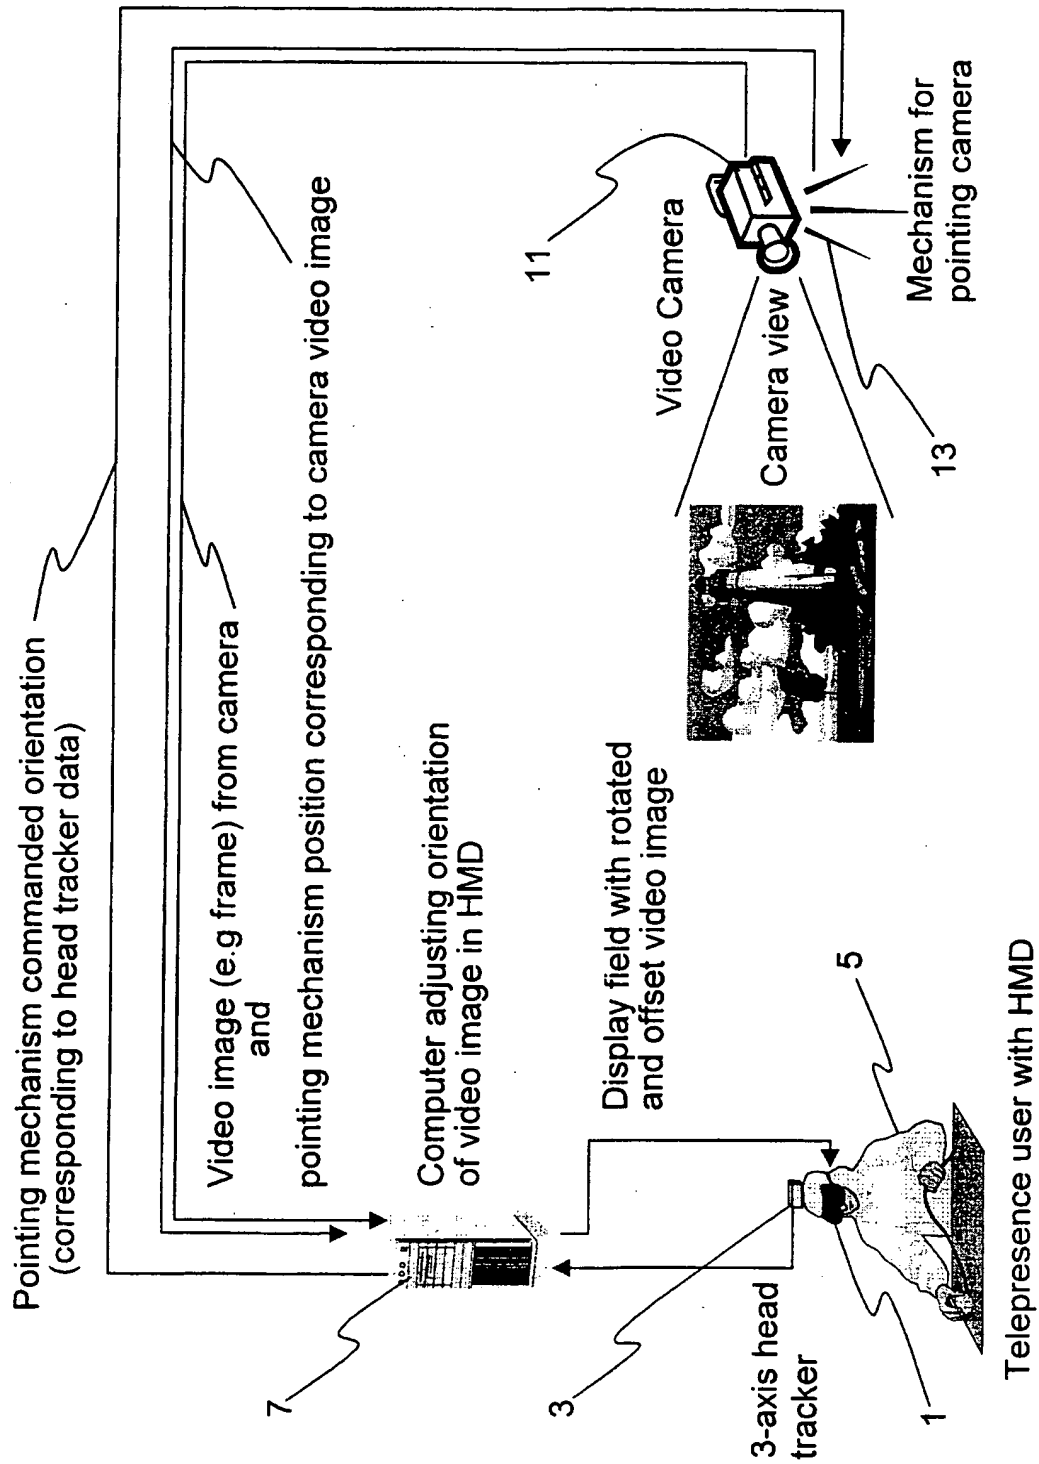 Pointing mechanism commanded orientation
(corresponding to head tracker data)
Video image (e.g frame) from camera
and
pointing mechanism position corresponding to camera video image
7
Computer adjusting orientation
of video image in HMD
11
3
Display field with rotated
and offset video image
Video Camera
3-axis head
tracker
Camera view
1
5
13
Mechanism for
pointing camera
Telepresence user with HMD